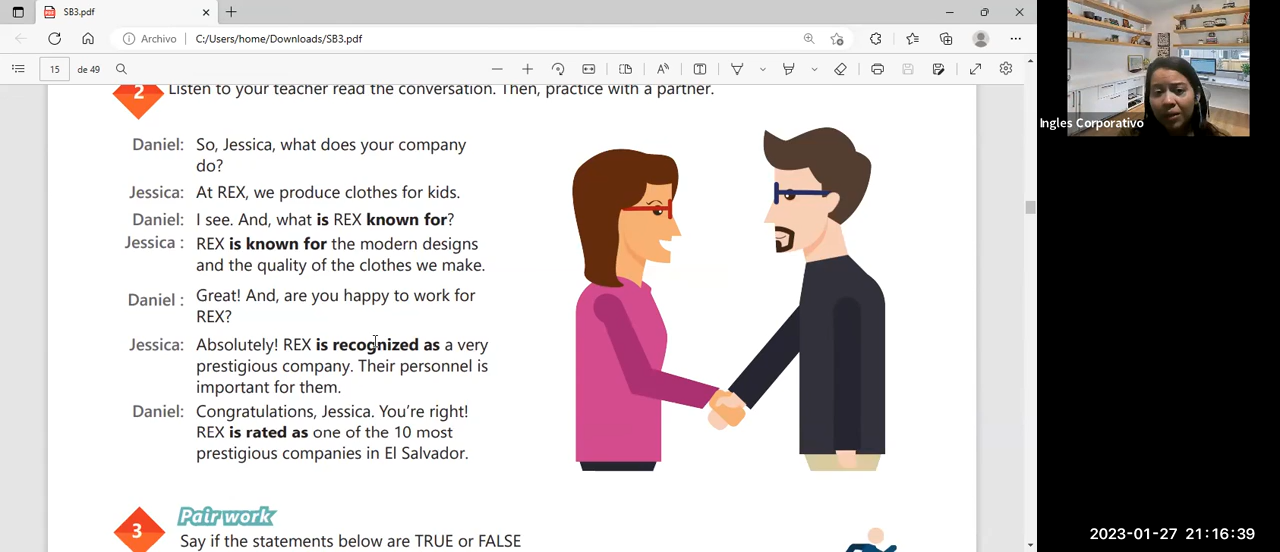 SB3.pdf
Archivo
C:/Users/home/Downloads/SB3.pdf
15
de 49
2
Listen to your teacher read the conversation. Then, practice with a partner.
Daniel: So, Jessica, what does your company
do?
Jessica: At REX, we produce clothes for kids.
Daniel: I see. And, what is REX known for?
Jessica : REX is known for the modern designs
and the quality of the clothes we make.
Daniel : Great! And, are you happy to work for
REX?
Jessica: Absolutely! REX is recognized as a very
prestigious company. Their personnel is
important for them.
Daniel: Congratulations, Jessica. You're right!
REX is rated as one of the 10 most
prestigious companies in El Salvador.
3
Pair work
Say if the statements below are TRUE or FALSE
Ingles Corporativo
2023-01-27 21:16:39